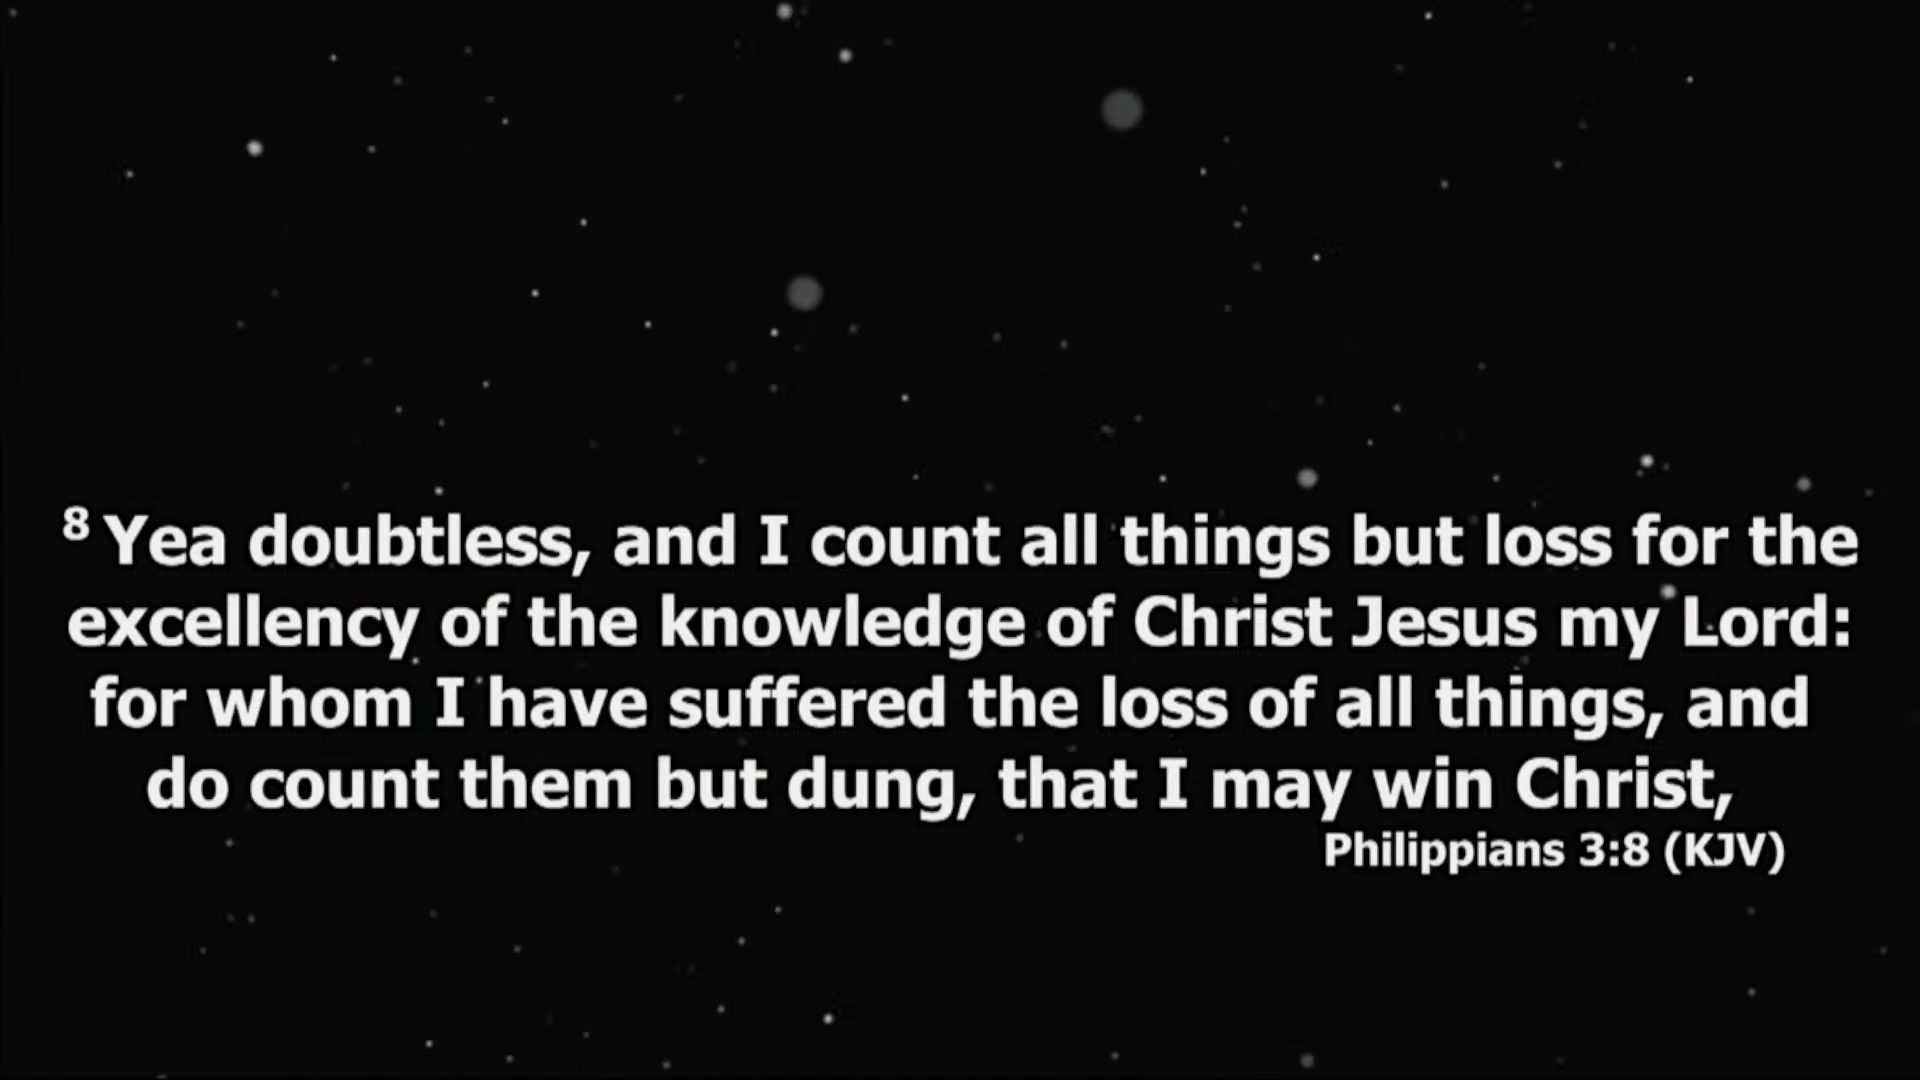 8 Yea doubtless, and I count all things but loss for the
excellency of the knowledge of Christ Jesus my Lord:
for whom I have suffered the loss of all things, and
do count them but dung, that I may win Christ,
Philippians 3:8 (KJV)